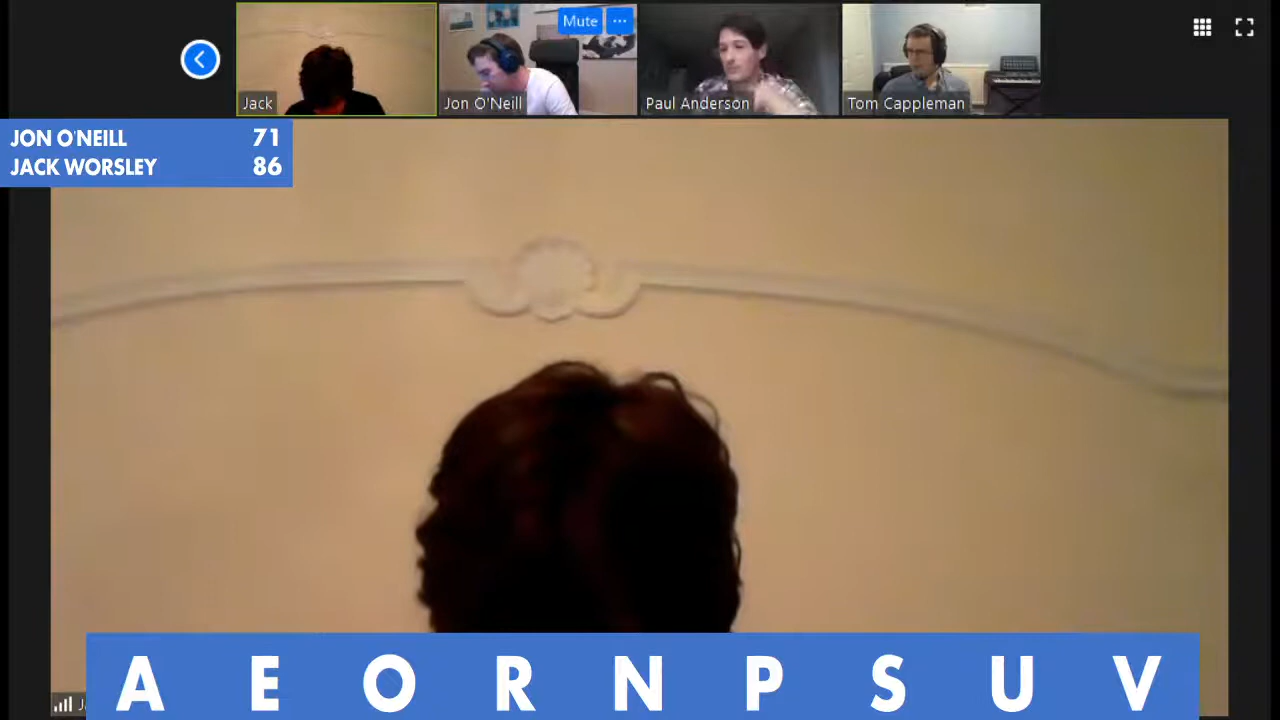 Mute ...
Jack
Jon O'Neill
Paul Anderson
Tom Cappleman
JON O'NEILL 71
JACK WORSLEY 86
A E O R N P S U V